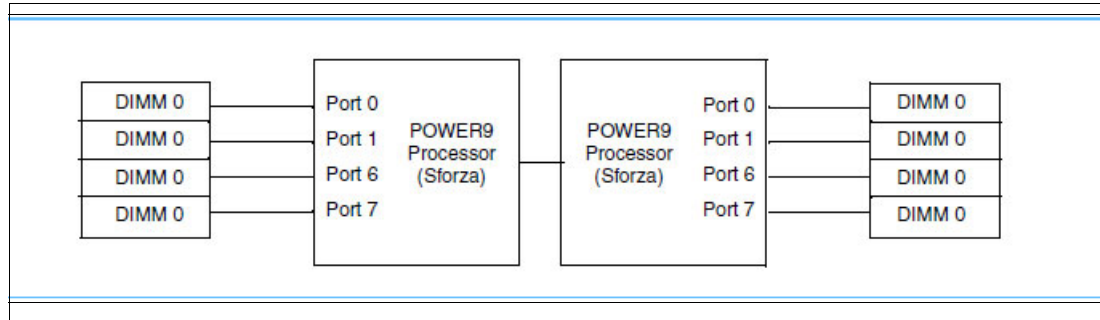 DIMM 0
DIMM 0
DIMM 0
DIMM 0
Port 0
Port 1
Port 6
Port 7
POWER9
Processor
(Sforza)
POWER9
Processor
(Sforza)
Port 0
Port 1
Port 6
Port 7
DIMM 0
DIMM 0
DIMM 0
DIMM 0